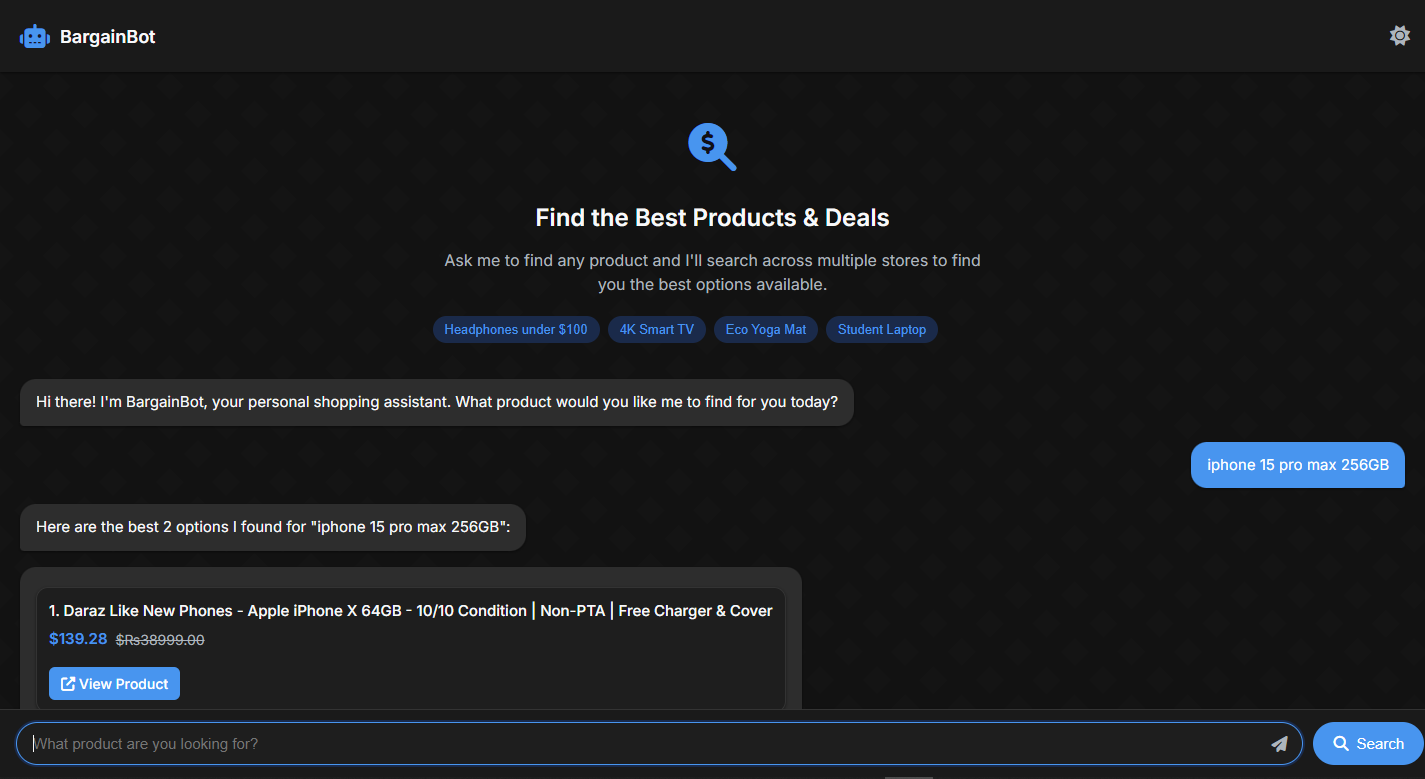 BargainBot
$
Find the Best Products & Deals
Ask me to find any product and I'll search across multiple stores to find
you the best options available.
Headphones under $100 4K Smart TV Eco Yoga Mat Student Laptop
Hi there! I'm BargainBot, your personal shopping assistant. What product would you like me to find for you today?
iphone 15 pro max 256GB
Here are the best 2 options I found for "iphone 15 pro max 256GB":
1. Daraz Like New Phones - Apple iPhone X 64GB - 10/10 Condition | Non-PTA | Free Charger & Cover
$139.28 $Rs38999.00
View Product
What product are you looking for?
Search